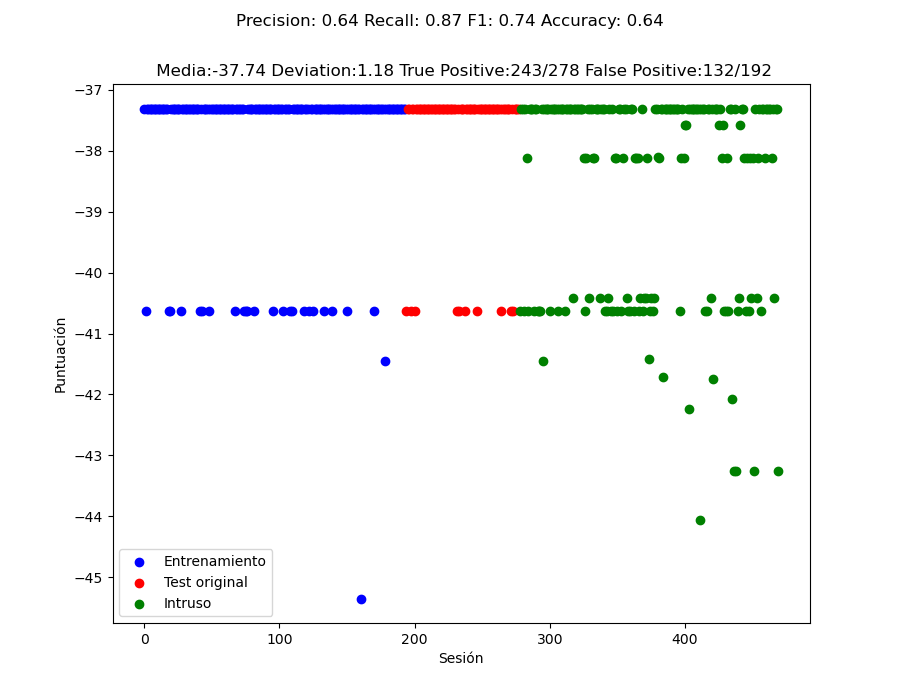 Precision: 0.64 Recall: 0.87 F1: 0.74 Accuracy: 0.64
Media:-37.74 Deviation:1.18 True Positive:243/278 False Positive:132/192
−37
−38
−39
−40
−41
−42
−43
−44
−45
Puntuación
Entrenamiento
Test original
Intruso
0 100 200 300 400
Sesión